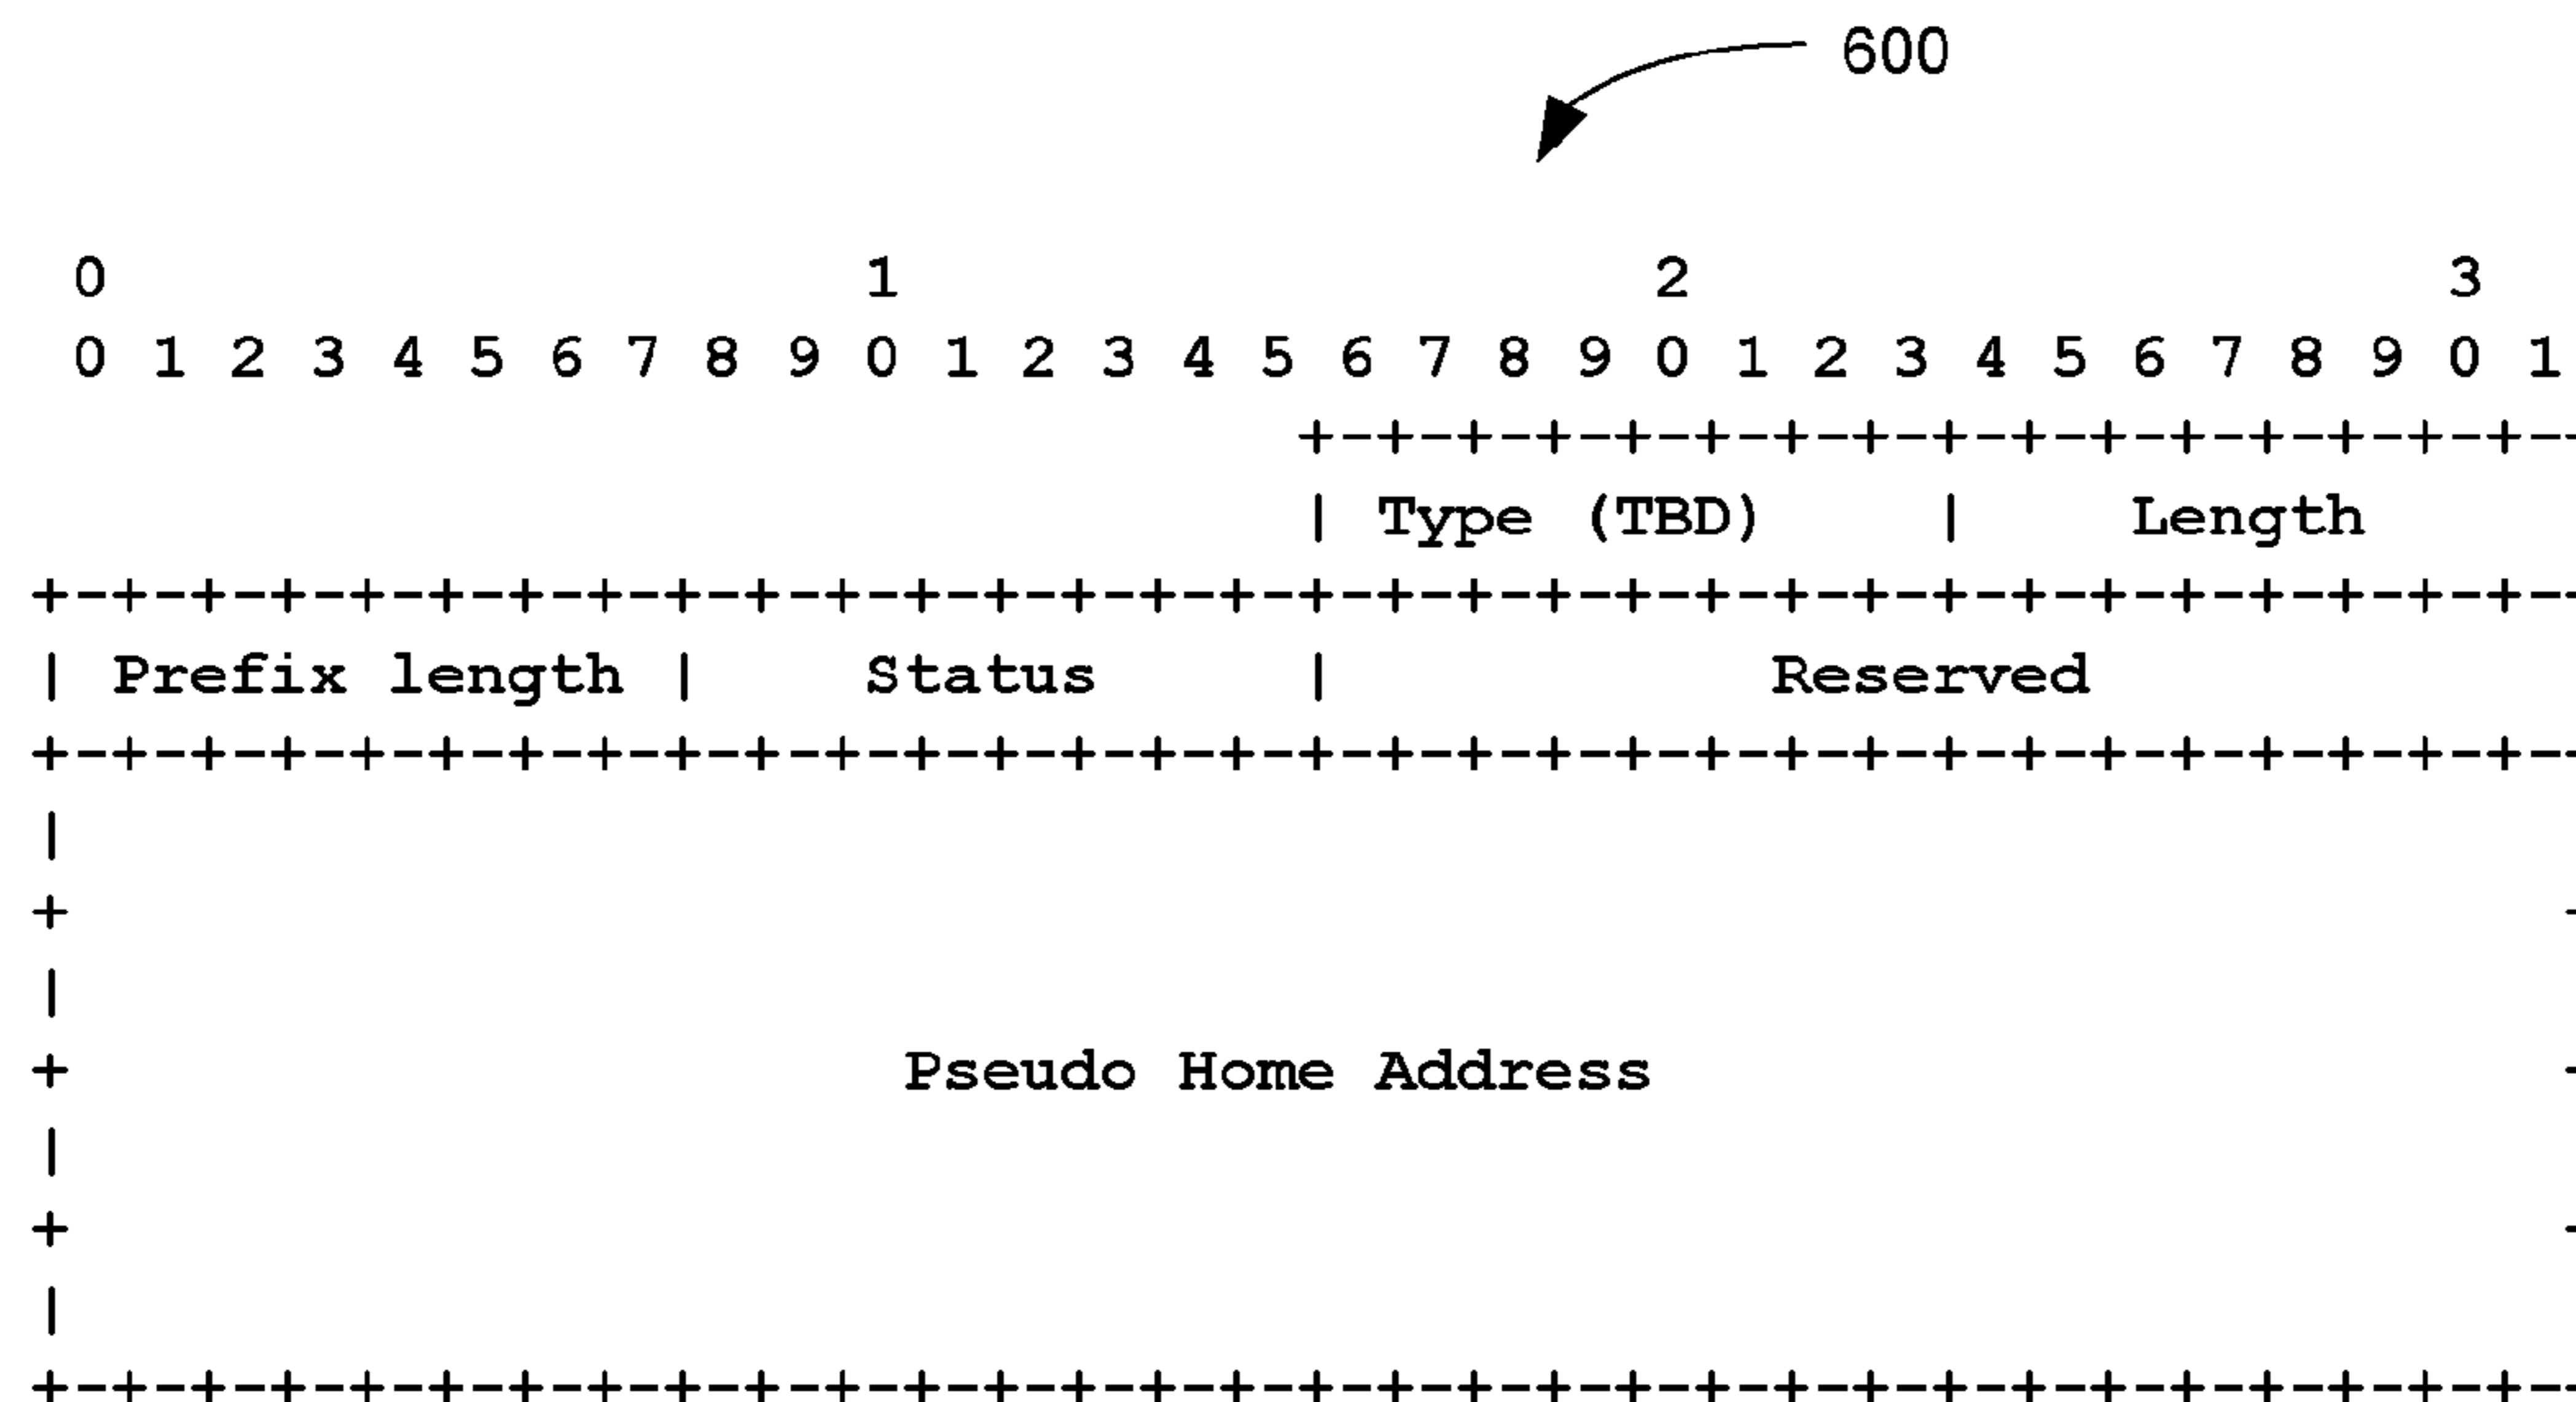 600
0 1 2 3
0 1 2 3 4 5 6 7 8 9 0 1 2 3 4 5 6 7 8 9 0 1 2 3 4 5 6 7 8 9 0 1
+-+-+-+-+-+-+-+-+-+-+-+-+-+-+-+-
| Type (TBD) | Length
+-+-+-+-+-+-+-+-+-+-+-+-+-+-+-+-+-+-+-+-+-+-+-+-+-+-+-+-+-+-+-+-
| Prefix length | Status | Reserved
+-+-+-+-+-+-+-+-+-+-+-+-+-+-+-+-+-+-+-+-+-+-+-+-+-+-+-+-+-+-+-+-
|
+ -
|
+ Pseudo Home Address -
|
+ -
|
+-+-+-+-+-+-+-+-+-+-+-+-+-+-+-+-+-+-+-+-+-+-+-+-+-+-+-+-+-+-+-+-